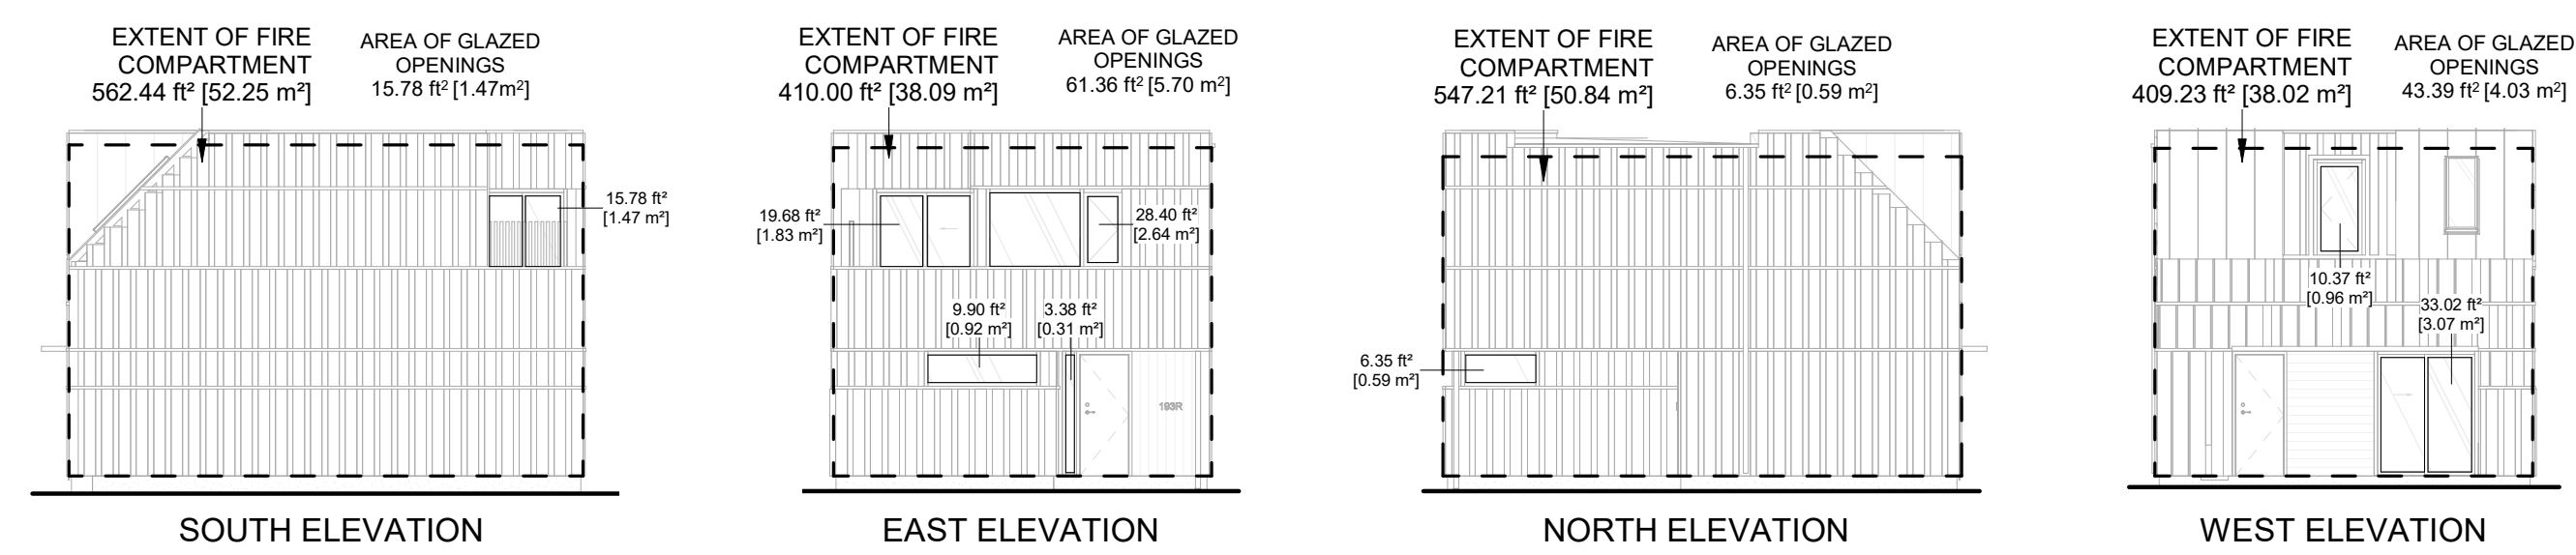 EXTENT OF FIRE
COMPARTMENT
562.44 ft² [52.25 m²]
AREA OF GLAZED
OPENINGS
15.78 ft² [1.47m²]
15.78 ft²
[1.47 m²]
SOUTH ELEVATION
EXTENT OF FIRE
COMPARTMENT
410.00 ft² [38.09 m²]
AREA OF GLAZED
OPENINGS
61.36 ft² [5.70 m²]
19.68 ft²
[1.83 m²]
28.40 ft²
[2.64 m²]
9.90 ft²
[0.92 m²]
3.38 ft²
[0.31 m²]
193R
EAST ELEVATION
EXTENT OF FIRE
COMPARTMENT
547.21 ft² [50.84 m²]
AREA OF GLAZED
OPENINGS
6.35 ft² [0.59 m²]
6.35 ft²
[0.59 m²]
NORTH ELEVATION
EXTENT OF FIRE
COMPARTMENT
409.23 ft² [38.02 m²]
AREA OF GLAZED
OPENINGS
43.39 ft² [4.03 m²]
10.37 ft²
[0.96 m²]
33.02 ft²
[3.07 m²]
WEST ELEVATION